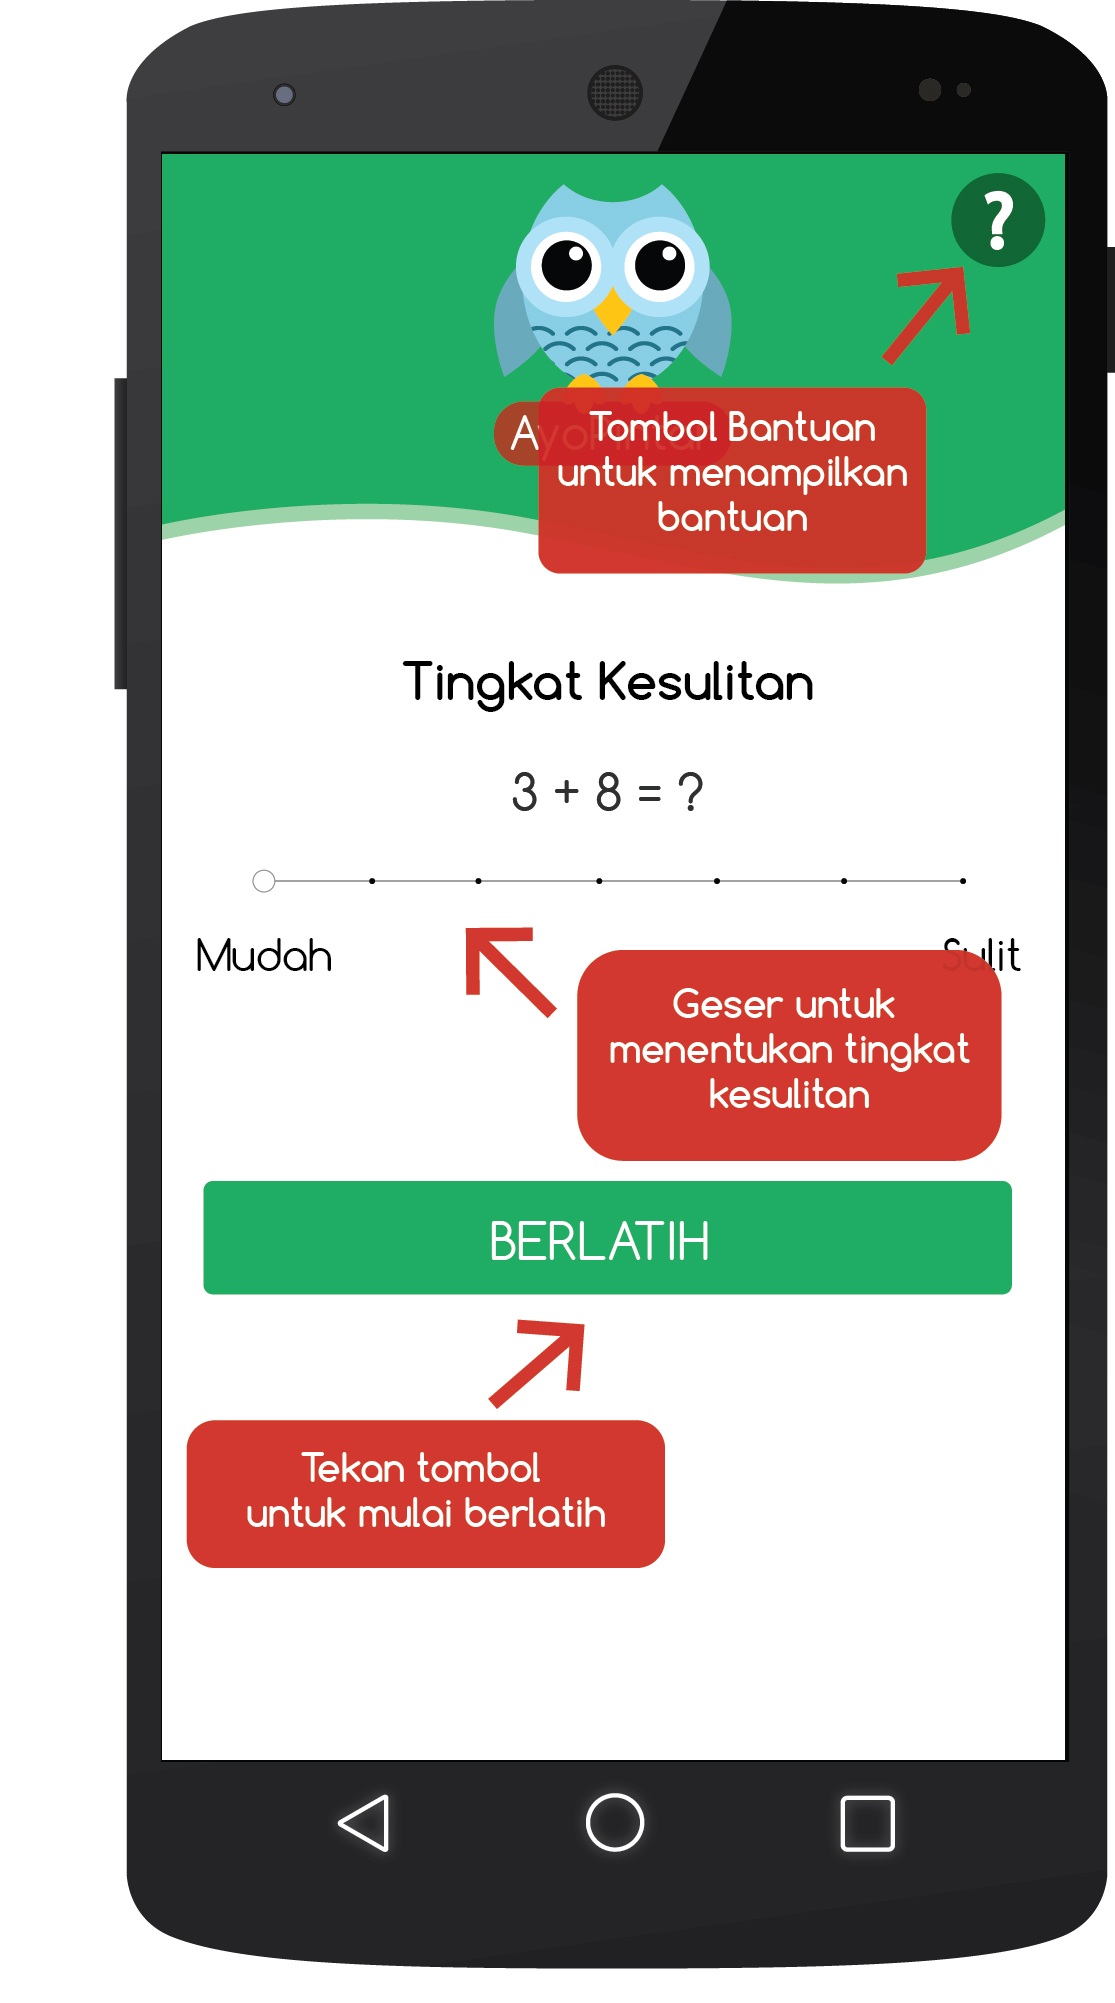 ?
Tombol Bantuan
untuk menampilkan
bantuan
Tingkat Kesulitan
3 + 8 = ?
Mudah
Sulit
Geser untuk
menentukan tingkat
kesulitan
BERLATIH
Tekan tombol
untuk mulai berlatih